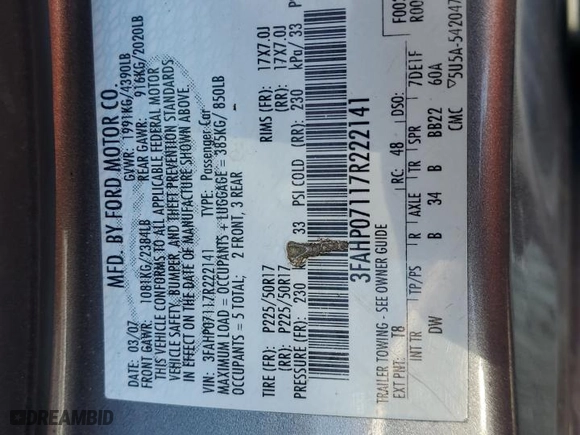 MFD. BY FORD MOTOR CO.
DATE: 03/07 GVWR: 1991KG/4390LB
FRONT GAWR: 1081KG/2384LB REAR GAWR: 916KG/2020LB
THIS VEHICLE CONFORMS TO ALL APPLICABLE FEDERAL MOTOR
VEHICLE SAFETY, BUMPER, AND THEFT PREVENTION STANDARDS
IN EFFECT ON THE DATE OF MANUFACTURE SHOWN ABOVE.
VIN: 3FAHP07117R222141 TYPE: Passenger Car
MAXIMUM LOAD = OCCUPANTS + LUGGAGE = 385KG/ 850LB
OCCUPANTS = 5 TOTAL; 2 FRONT, 3 REAR
TIRE (FR): P225/50R17 RIMS (FR): 17X7.0J
(RR): P225/50R17 (RR): 17X7.0J
PRESSURE (FR): 230 33 PSI COLD (RR): 230 kPa/ 33
3FAHP07117R222141
TRAILER TOWING - SEE OWNER GUIDE
EXT PNT: T8 RC: 48 DSO:
INT TR TP/PS R AXLE TR SPR 7DE1F
DW B 34 B BB22 60A
CMC
DREAMBID